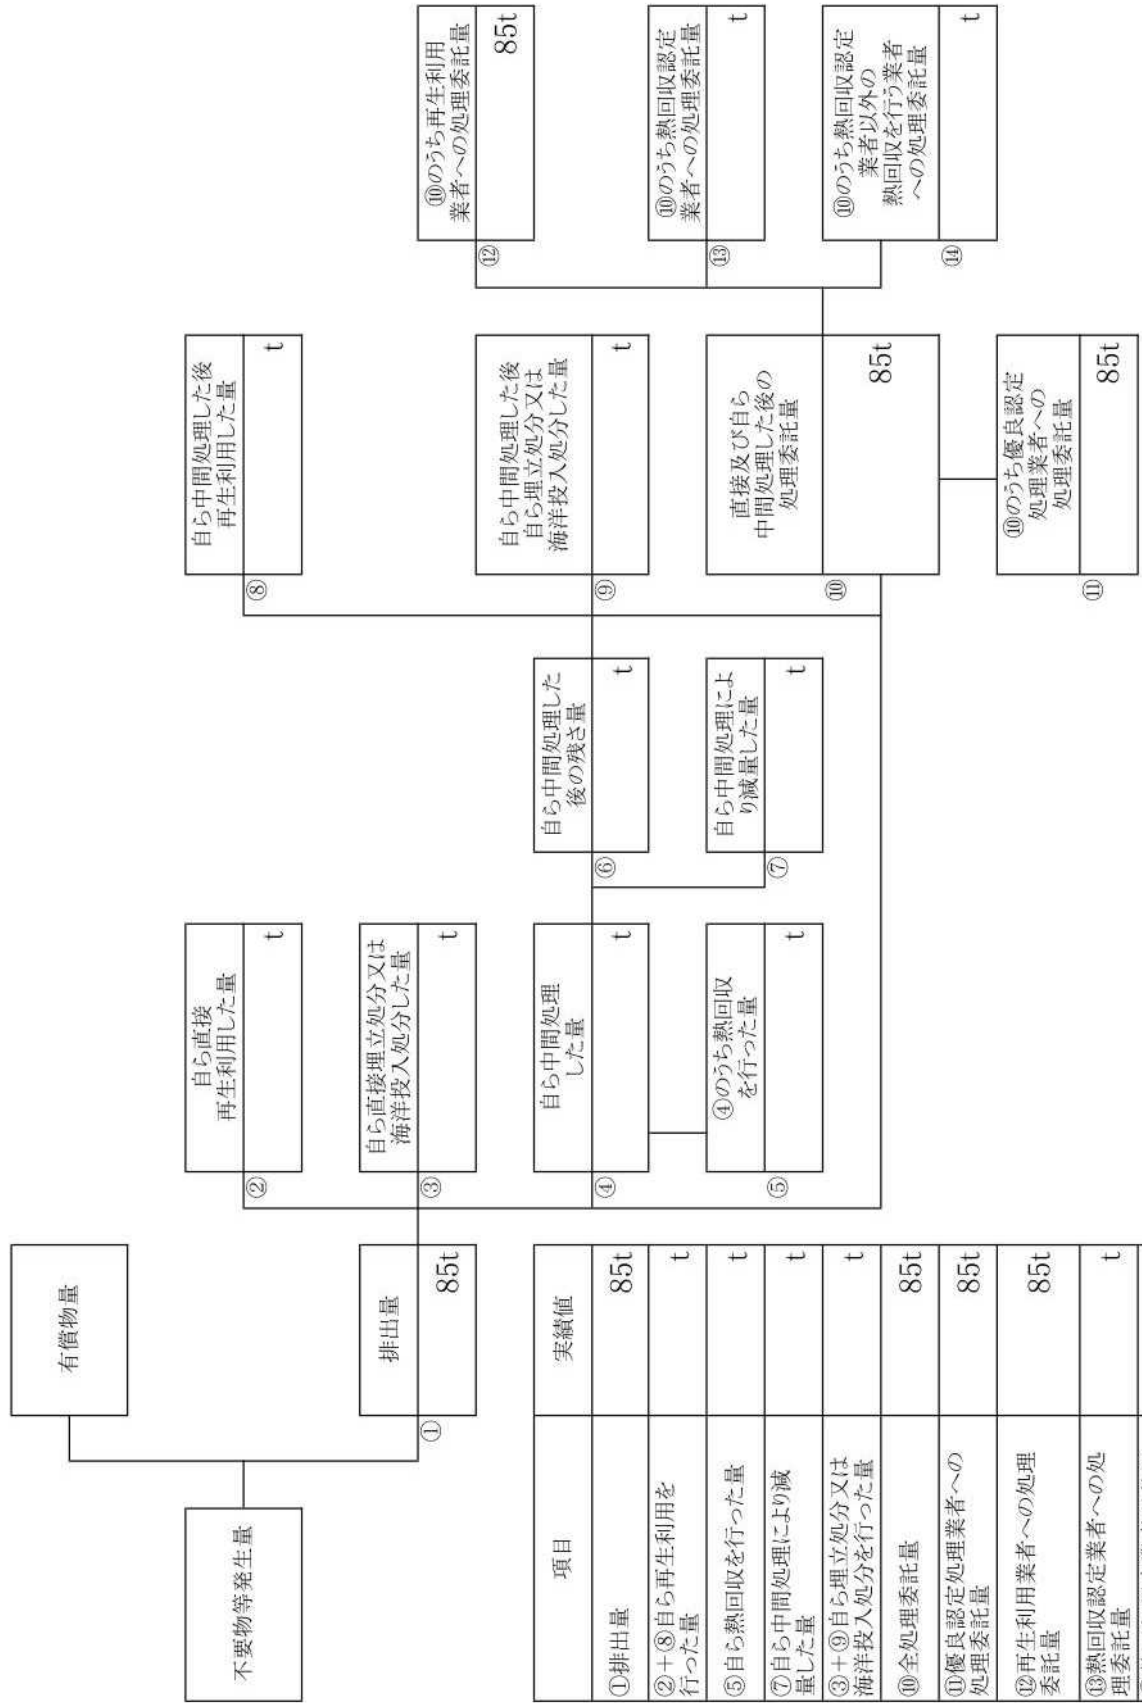 不要物等発生量
有償物量
①
排出量
85t
②
自ら直接
再生利用した量
t
③
自ら直接埋立処分又は
海洋投入処分した量
t
④
自ら中間処理
した量
t
⑤
④のうち熱回収
を行った量
t
⑥
自ら中間処理した
後の残さ量
t
⑦
自ら中間処理によ
り減量した量
t
⑧
自ら中間処理した後
再生利用した量
t
⑨
自ら中間処理した後
自ら埋立処分又は
海洋投入処分した量
t
⑩
直接及び自ら
中間処理した後の
処理委託量
85t
⑪
⑩のうち優良認定
処理業者への
処理委託量
85t
⑫
⑩のうち再生利用
業者への処理委託量
85t
⑬
⑩のうち熱回収認定
業者への処理委託量
t
⑭
⑩のうち熱回収認定
業者以外の
熱回収を行う業者
への処理委託量
t
項目 実績値
①排出量 85t
②+⑧自ら再生利用を
行った量 t
⑤自ら熱回収を行った量 t
⑦自ら中間処理により減
量した量 t
③+⑨自ら埋立処分又は
海洋投入処分を行った量 t
⑩全処理委託量 85t
⑪優良認定処理業者への
処理委託量 85t
⑫再生利用業者への処理
委託量 85t
⑬熱回収認定業者への処
理委託量 t